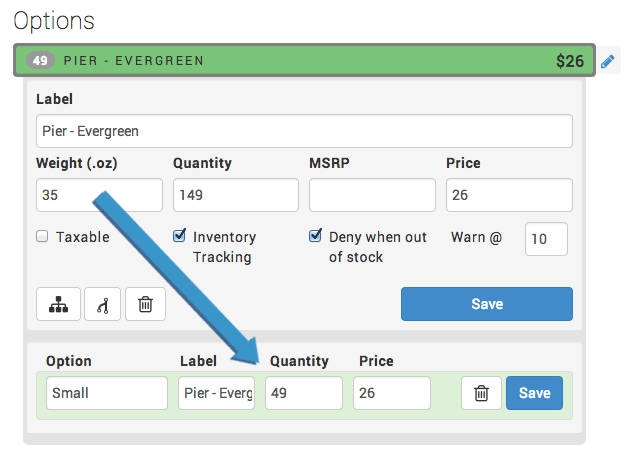 Options
49 PIER - EVERGREEN $26
Label
Pier - Evergreen
Weight (.oz) Quantity MSRP Price
35 149 26
Taxable Inventory Tracking Deny when out of stock Warn @ 10
Save
Option Label Quantity Price
Small Pier - Everg 49 26 Save